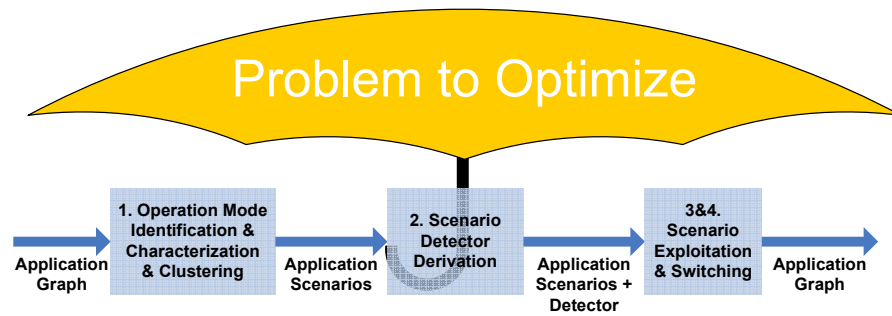 Problem to Optimize
1. Operation Mode
Identification &
Characterization
& Clustering
2. Scenario
Detector
Derivation
3&4.
Scenario
Exploitation
& Switching
Application
Graph
Application
Scenarios
Application
Scenarios +
Detector
Application
Graph